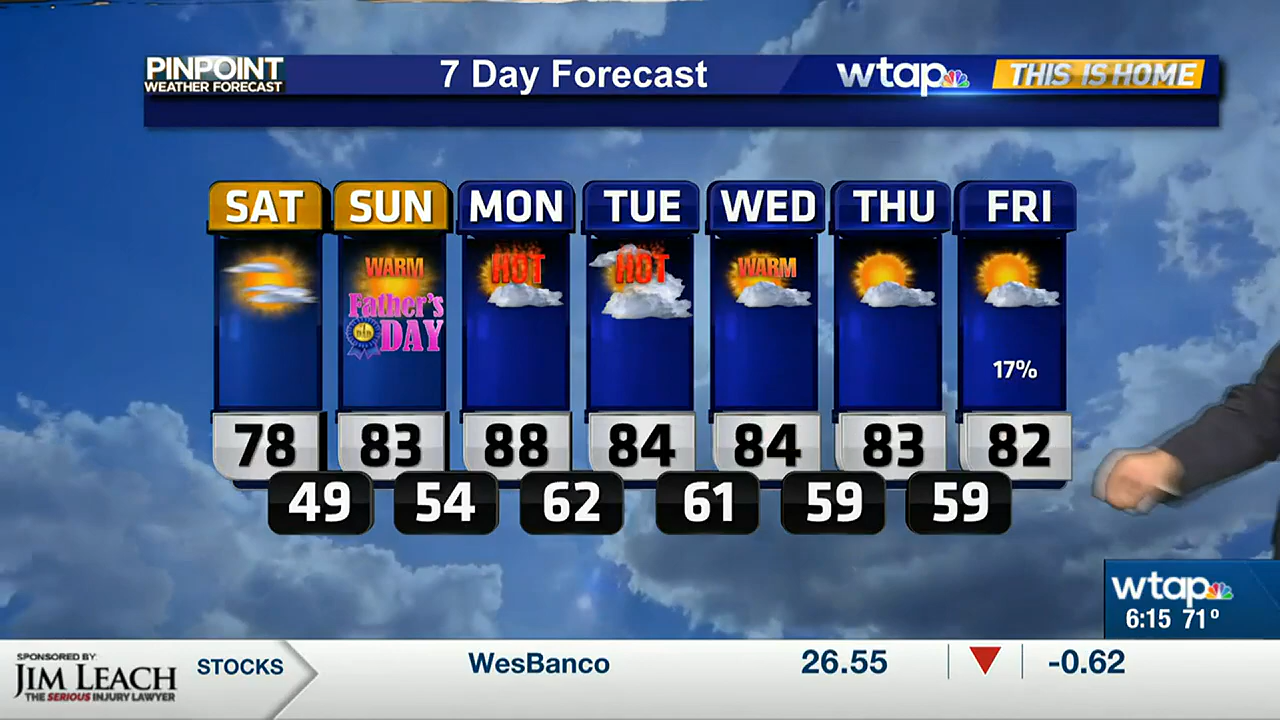 PINPOINT
WEATHER FORECAST
7 Day Forecast
wtap
THIS IS HOME
SAT SUN MON TUE WED THU FRI
WARM HOT HOT WARM
Father's
DAY
17%
78 83 88 84 84 83 82
49 54 62 61 59 59
wtap
6:15 71°
SPONSORED BY:
JIM LEACH
THE SERIOUS INJURY LAWYER
STOCKS
WesBanco 26.55 -0.62